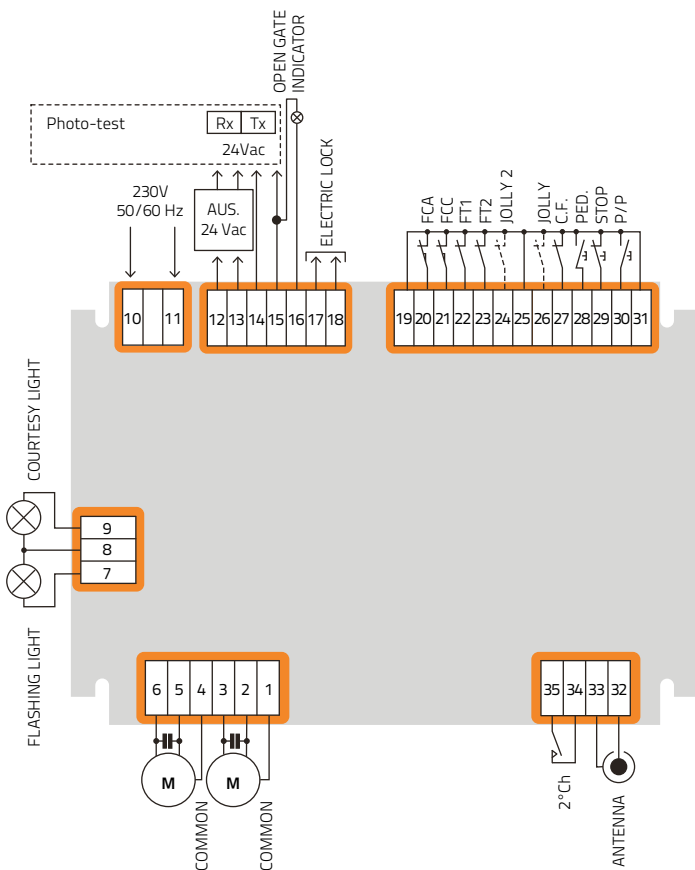 OPEN GATE
INDICATOR
Photo-test
Rx Tx
24Vac
230V
50/60 Hz
AUS.
24 Vac
ELECTRIC LOCK
FCA
FCC
FT1
FT2
JOLLY 2
JOLLY
C.F.
PED.
STOP
P/P
10 11
12 13 14 15 16 17 18
19 20 21 22 23 24 25 26 27 28 29 30 31
COURTESY LIGHT
9
8
7
FLASHING LIGHT
6 5 4 3 2 1
M M
COMMON
COMMON
35 34 33 32
2°Ch
ANTENNA